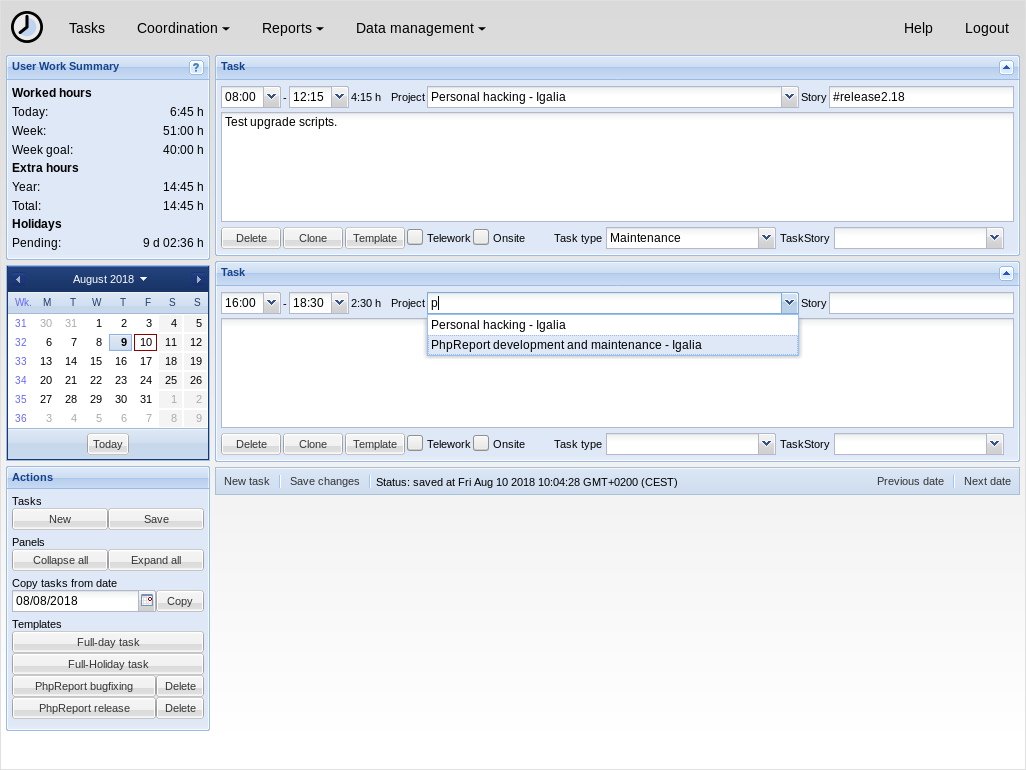 Tasks Coordination Reports Data management Help Logout
User Work Summary ?
Worked hours
Today: 6:45 h
Week: 51:00 h
Week goal: 40:00 h
Extra hours
Year: 14:45 h
Total: 14:45 h
Holidays
Pending: 9 d 02:36 h
August 2018
Wk. M T W T F S S
31 30 31 1 2 3 4 5
32 6 7 8 9 10 11 12
33 13 14 15 16 17 18 19
34 20 21 22 23 24 25 26
35 27 28 29 30 31 1 2
36 3 4 5 6 7 8 9
Today
Actions
Tasks
New Save
Panels
Collapse all Expand all
Copy tasks from date
08/08/2018 Copy
Templates
Full-day task
Full-Holiday task
PhpReport bugfixing Delete
PhpReport release Delete
Task
08:00 - 12:15 4:15 h Project Personal hacking - Igalia Story #release2.18
Test upgrade scripts.
Delete Clone Template Telework Onsite Task type Maintenance TaskStory
Task
16:00 - 18:30 2:30 h Project p Story
Personal hacking - Igalia
PhpReport development and maintenance - Igalia
Delete Clone Template Telework Onsite Task type TaskStory
New task Save changes Status: saved at Fri Aug 10 2018 10:04:28 GMT+0200 (CEST) Previous date Next date